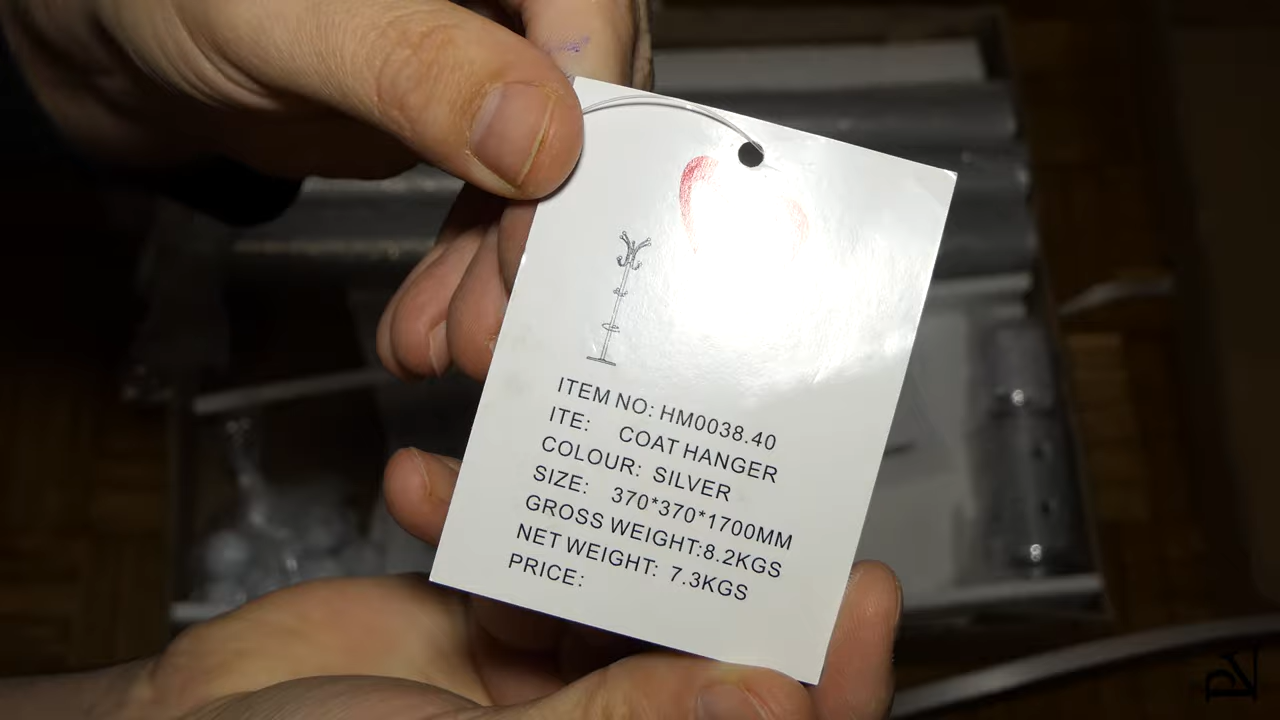 ITEM NO: HM0038.40
ITE: COAT HANGER
COLOUR: SILVER
SIZE: 370*370*1700MM
GROSS WEIGHT:8.2KGS
NET WEIGHT: 7.3KGS
PRICE: